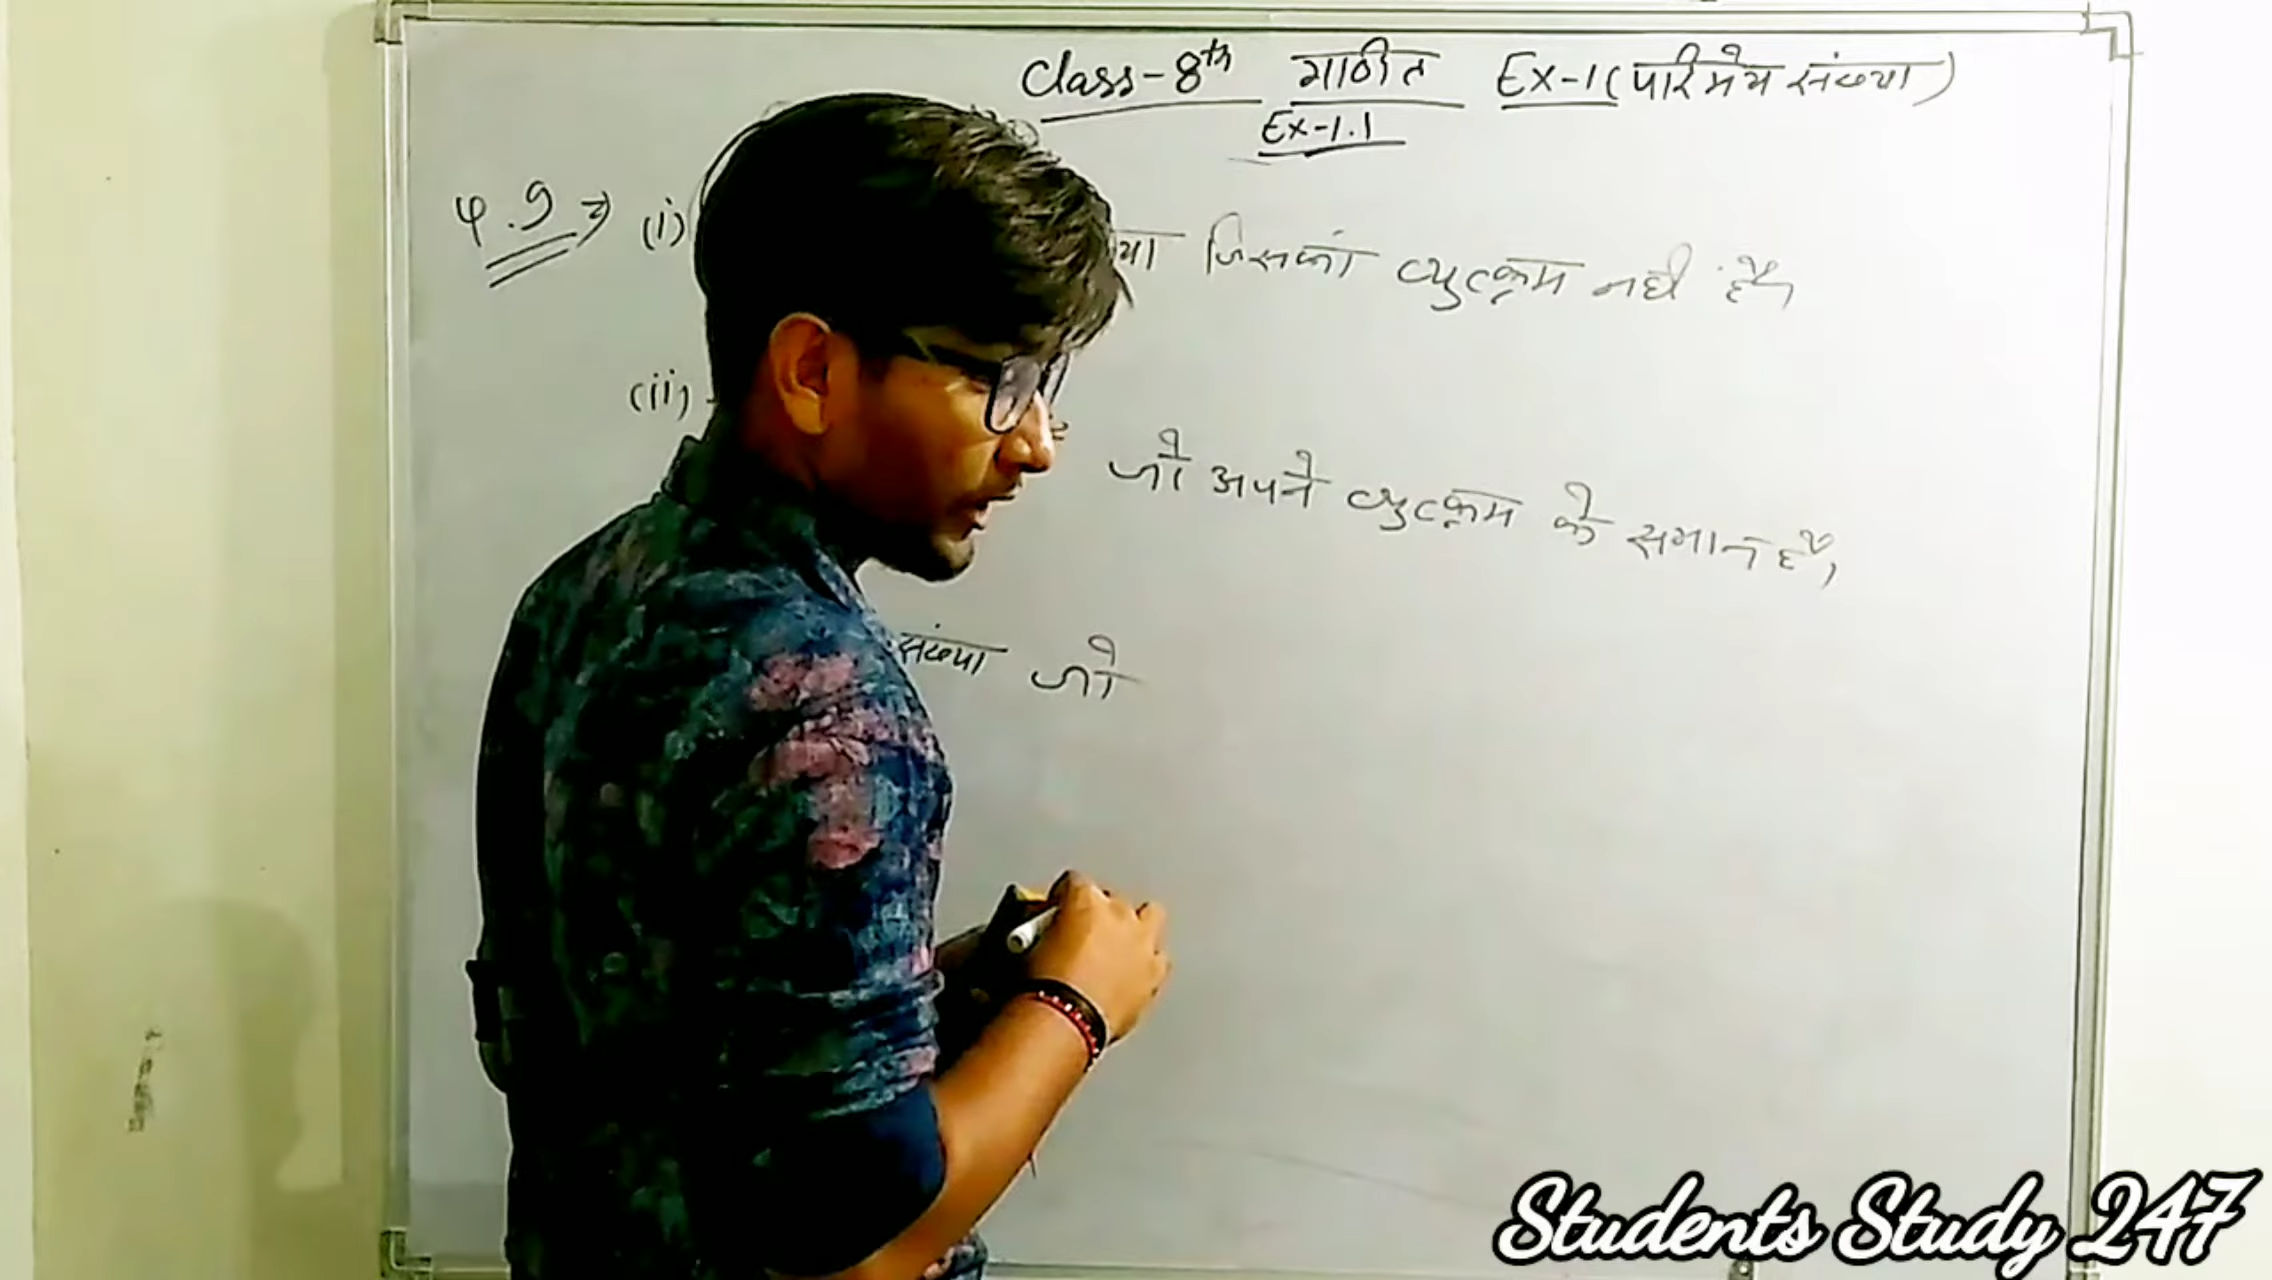 Class-8th गणित Ex-1(परिमेय संख्या)
Ex-1.1
(i) जिसका व्युत्क्रम नही है।
(ii) जो अपने व्युत्क्रम के समान है,
संख्या जो
Students Study 247